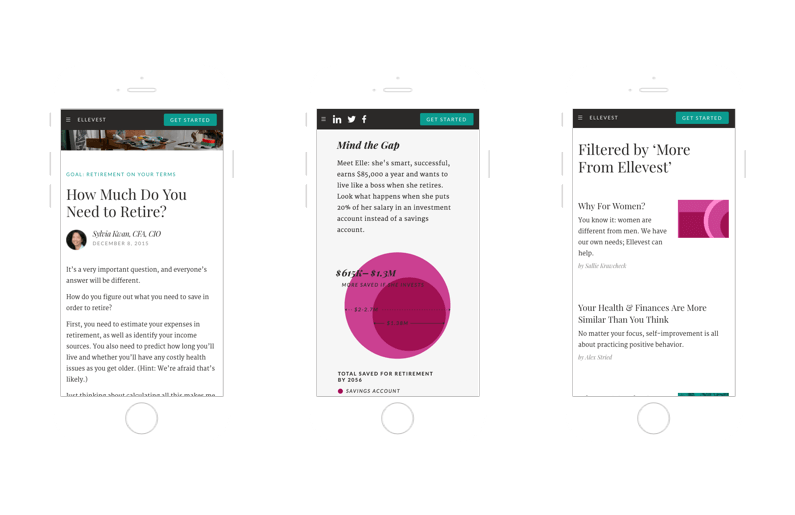 ELLEVEST
GET STARTED
GOAL: RETIREMENT ON YOUR TERMS
How Much Do You
Need to Retire?
Sylvia Kwan, CFA, CIO
DECEMBER 8, 2015
It's a very important question, and everyone's
answer will be different.
How do you figure out what you need to save in
order to retire?
First, you need to estimate your expenses in
retirement, as well as identify your income
sources. You also need to predict how long you'll
live and whether you'll have any costly health
issues as you get older. (Hint: We're afraid that's
likely.)
Just thinking about calculating all this makes me
GET STARTED
Mind the Gap
Meet Elle: she's smart, successful,
earns $85,000 a year and wants to
live like a boss when she retires.
Look what happens when she puts
20% of her salary in an investment
account instead of a savings
account.
$615K–$1.3M
MORE SAVED IF SHE INVESTS
TOTAL SAVED FOR RETIREMENT
BY 2056
SAVINGS ACCOUNT
ELLEVEST
GET STARTED
Filtered by ‘More
From Ellevest’
Why For Women?
You know it: women are
different from men. We have
our own needs; Ellevest can
help.
by Sallie Krawcheck
Your Health & Finances Are More
Similar Than You Think
No matter your focus, self-improvement is all
about practicing positive behavior.
by Alex Stried